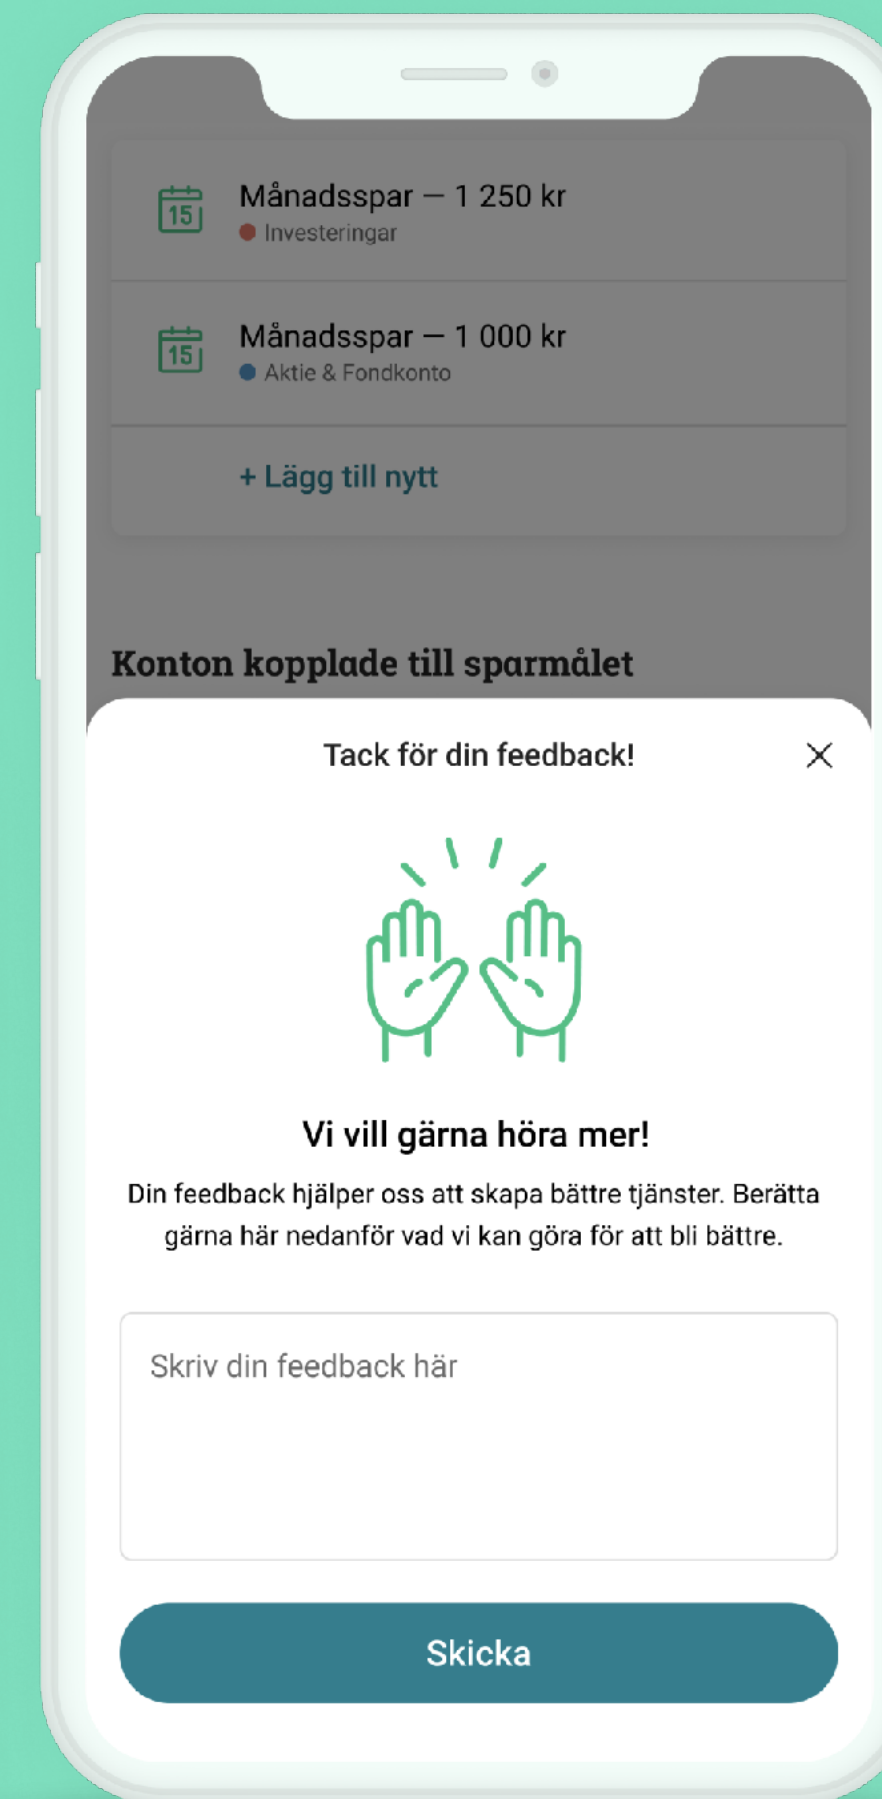 15
Månadsspar — 1 250 kr
Investeringar
15
Månadsspar — 1 000 kr
Aktie & Fondkonto
+ Lägg till nytt
Konton kopplade till sparmålet
Tack för din feedback!
Vi vill gärna höra mer!
Din feedback hjälper oss att skapa bättre tjänster. Berätta
gärna här nedanför vad vi kan göra för att bli bättre.
Skriv din feedback här
Skicka